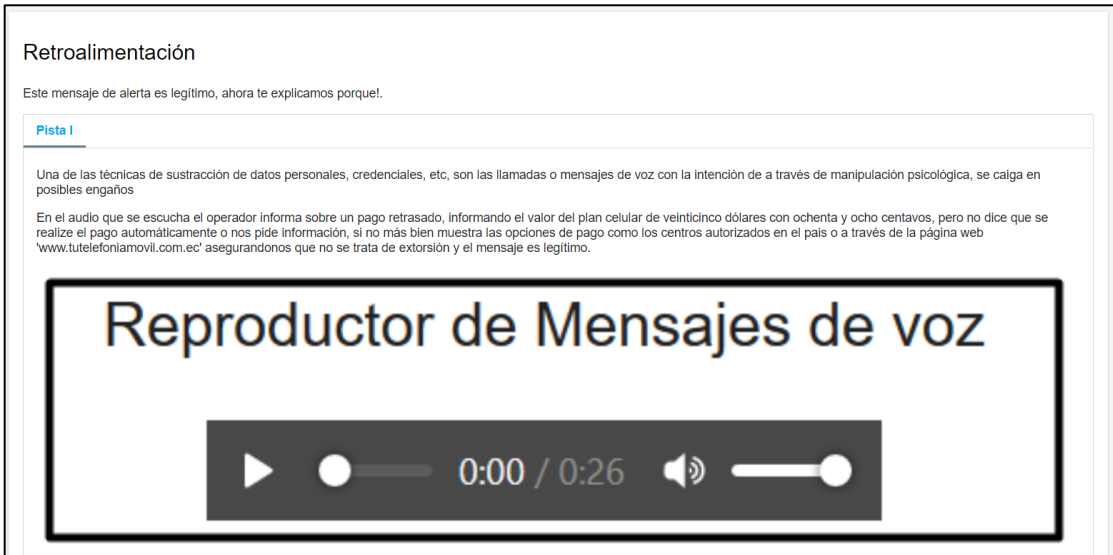 Retroalimentación
Este mensaje de alerta es legítimo, ahora te explicamos porque!.
Pista I
Una de las técnicas de sustracción de datos personales, credenciales, etc, son las llamadas o mensajes de voz con la intención de a través de manipulación psicológica, se caiga en
posibles engaños
En el audio que se escucha el operador informa sobre un pago retrasado, informando el valor del plan celular de veinticinco dólares con ochenta y ocho centavos, pero no dice que se
realize el pago automáticamente o nos pide información, si no más bien muestra las opciones de pago como los centros autorizados en el pais o a través de la página web
'www.tutelefoniamovil.com.ec' asegurandonos que no se trata de extorsión y el mensaje es legítimo.
Reproductor de Mensajes de voz
0:00 / 0:26